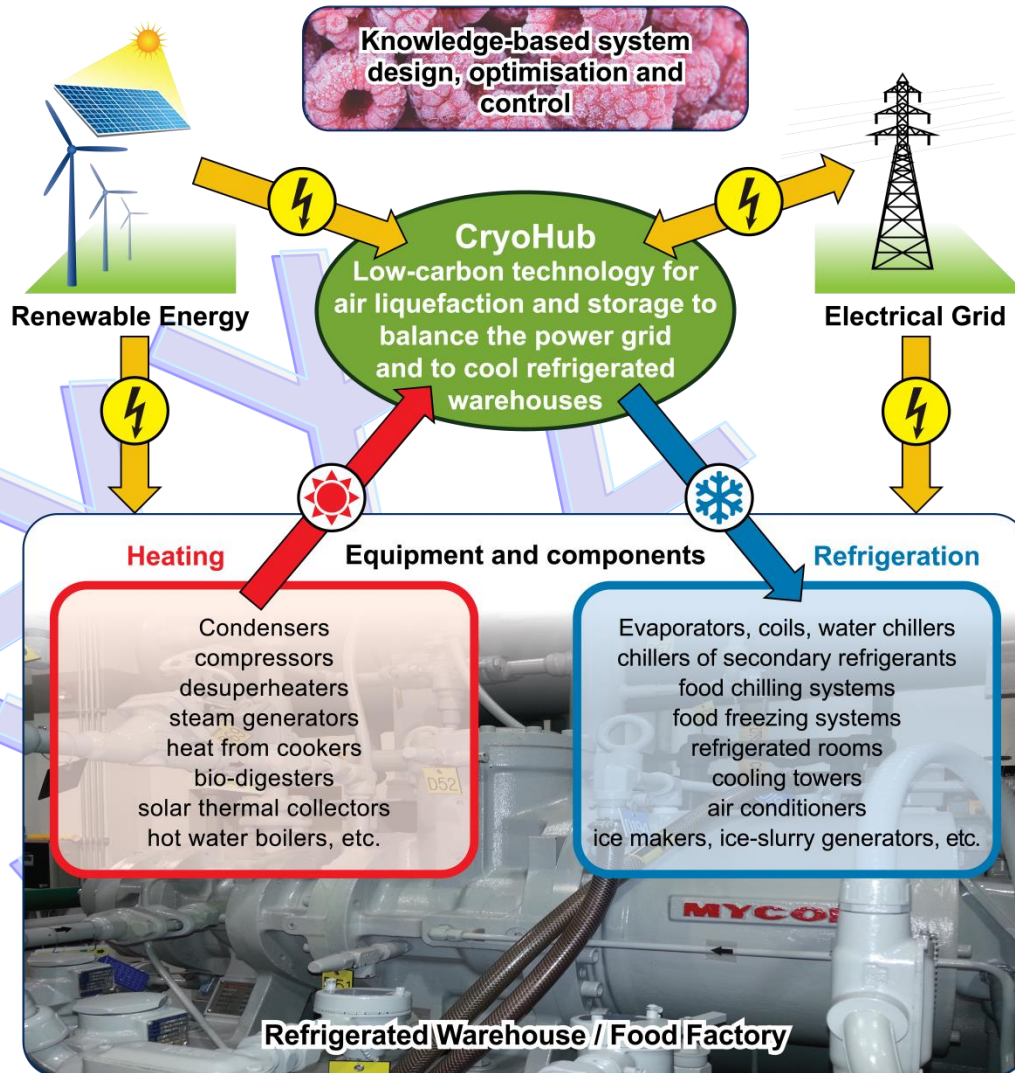 Knowledge-based system
design, optimisation and
control
CryoHub
Low-carbon technology for
air liquefaction and storage to
balance the power grid
and to cool refrigerated
warehouses
Renewable Energy
Electrical Grid
Heating
Equipment and components
Refrigeration
Condensers
compressors
desuperheaters
steam generators
heat from cookers
bio-digesters
solar thermal collectors
hot water boilers, etc.
Evaporators, coils, water chillers
chillers of secondary refrigerants
food chilling systems
food freezing systems
refrigerated rooms
cooling towers
air conditioners
ice makers, ice-slurry generators, etc.
D52
MYCO
Refrigerated Warehouse / Food Factory